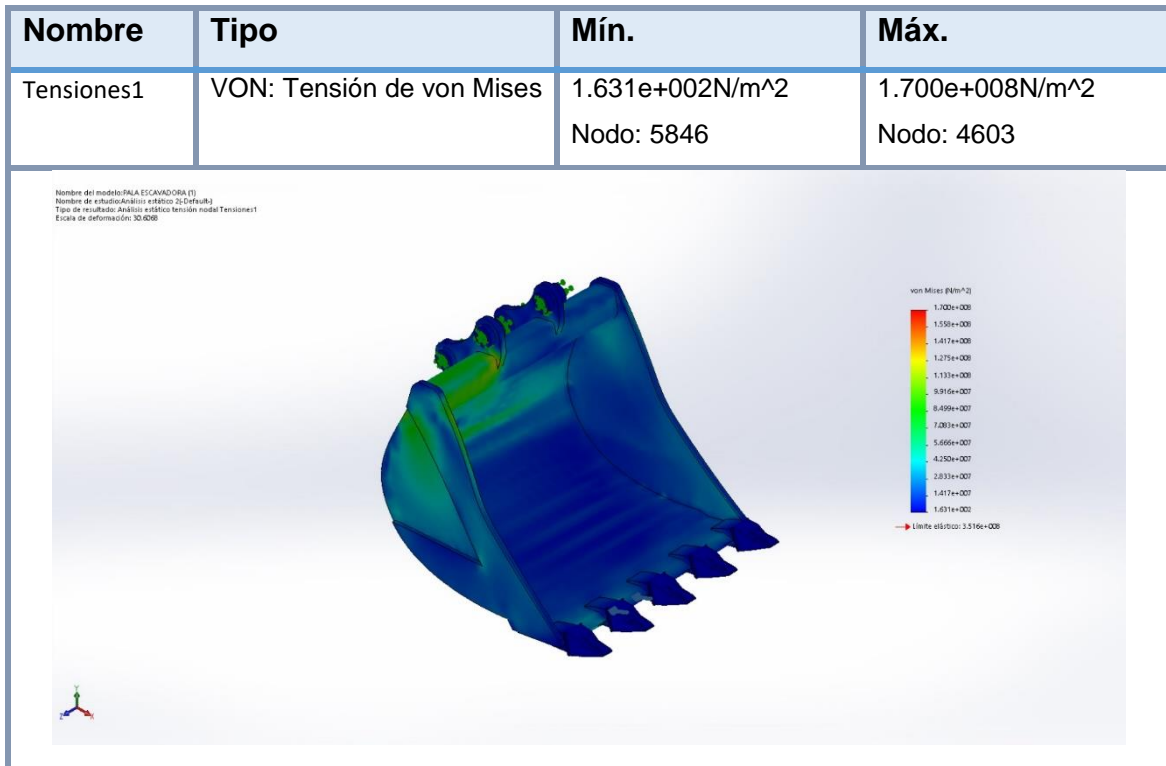 Nombre Tipo Mín. Máx.
Tensiones1 VON: Tensión de von Mises 1.631e+002N/m^2 1.700e+008N/m^2
Nodo: 5846 Nodo: 4603
Nombre del modelo:PALA ESCAVADORA (1)
Nombre de estudio:Análisis estático 2(-Default-)
Tipo de resultado: Análisis estático tensión nodal Tensiones1
Escala de deformación: 30.6068
von Mises (N/m^2)
1.700e+008
1.558e+008
1.417e+008
1.275e+008
1.133e+008
9.916e+007
8.499e+007
7.083e+007
5.666e+007
4.250e+007
2.833e+007
1.417e+007
1.631e+002
Límite elástico: 3.516e+008
Y
Z
X